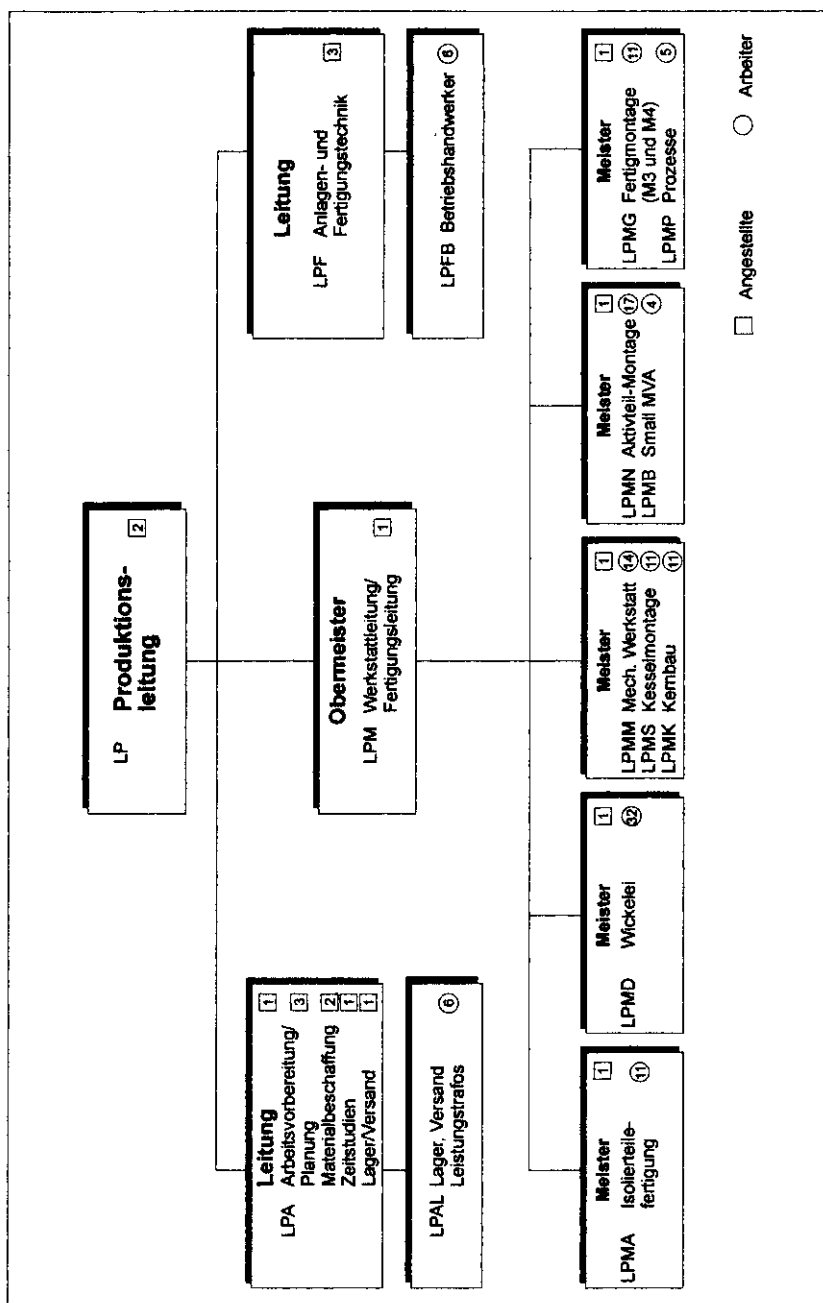 LP Produktions-
leitung 2
Leitung 1
LPA Arbeitsvorbereitung/ 3
Planung
Materialbeschaffung 2
Zeitstudien 1
Lager/Versand 1
LPAL Lager, Versand 6
Leistungstrafos
Obermeister
LPM Werkstattleitung/ 1
Fertigungsleitung
Leitung
LPF Anlagen- und 3
Fertigungstechnik
LPFB Betriebshandwerker 6
Meister 1
LPMA Isolierteile- 11
fertigung
Meister 1
LPMD Wickelei 32
Meister 1
LPMM Mech. Werkstatt 14
LPMS Kesselmontage 11
LPMK Kernbau 11
Meister 1
LPMN Aktivteil-Montage 17
LPMB Small MVA 4
Meister 1
LPMG Fertigmontage 11
(M3 und M4)
LPMP Prozesse 5
Angestellte
Arbeiter